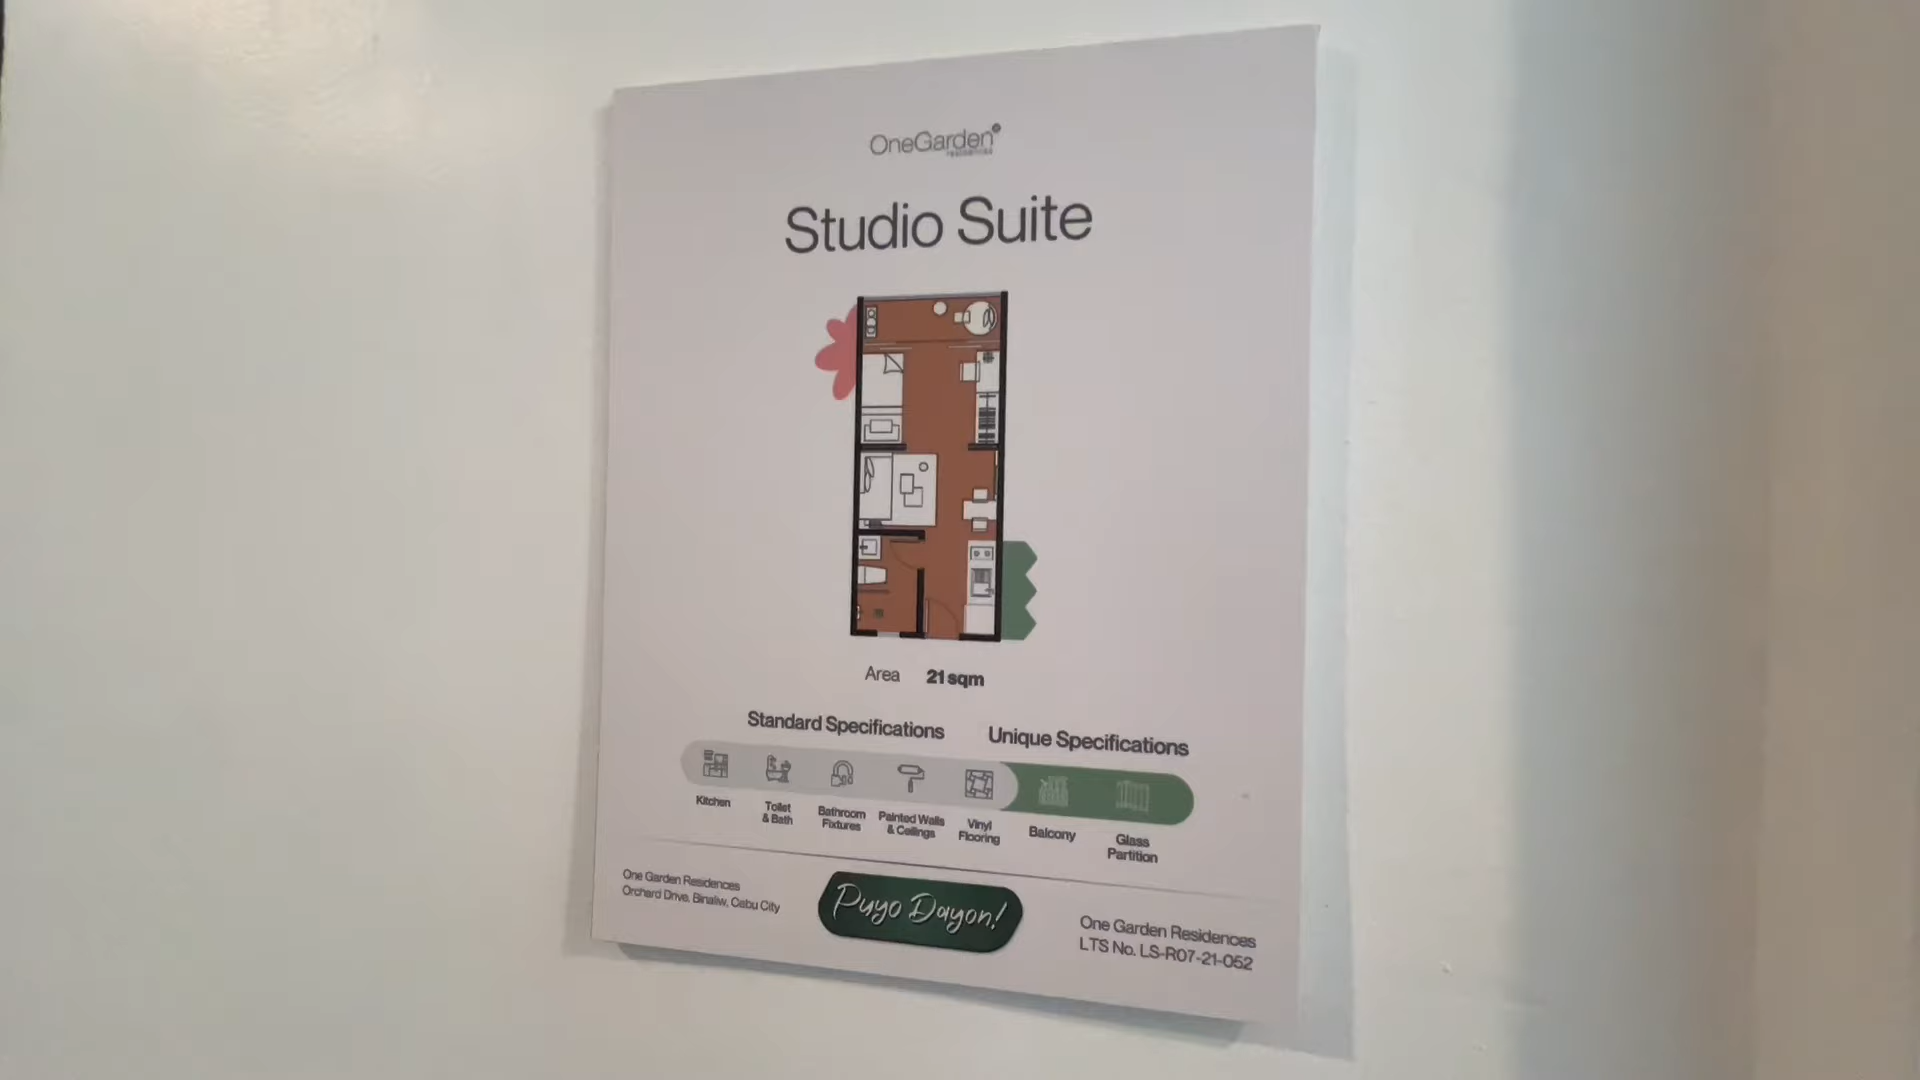 OneGarden
residences
Studio Suite
Area 21 sqm
Standard Specifications
Unique Specifications
Kitchen
Toilet
& Bath
Bathroom
Fixtures
Painted Walls
& Ceilings
Vinyl
Flooring
Balcony
Glass
Partition
One Garden Residences
Orchard Drive, Binaliw, Cebu City
Puyo Dayon!
One Garden Residences
LTS No. LS-R07-21-052